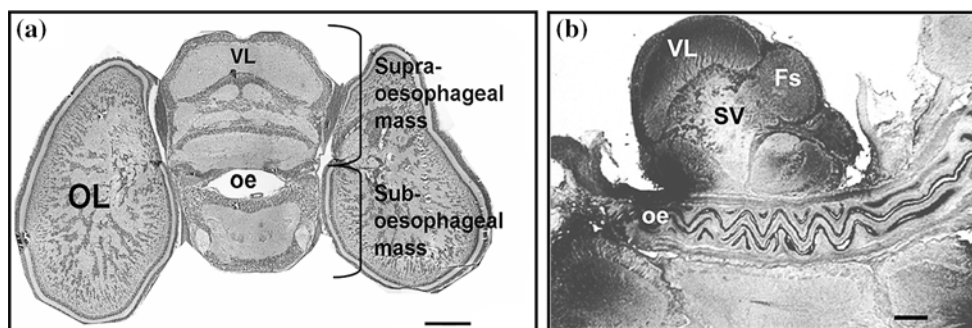 (a)
VL
Supra-
oesophageal
mass
OL
oe
Sub-
oesophageal
mass
(b)
VL
Fs
SV
oe